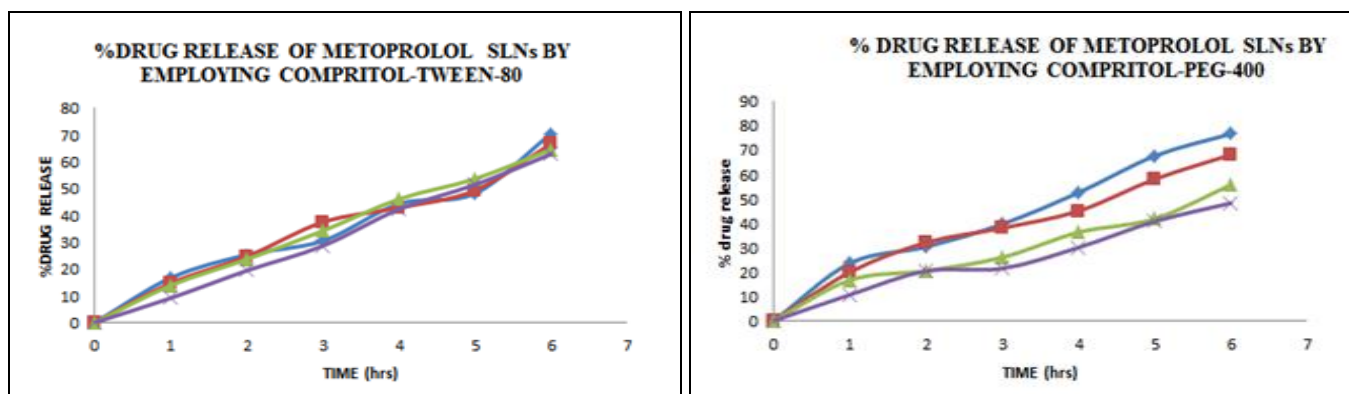 %DRUG RELEASE OF METOPROLOL SLNs BY
EMPLOYING COMPRITOL-TWEEN-80
80
70
60
50
40
30
20
10
0
%DRUG RELEASE
0 1 2 3 4 5 6 7
TIME (hrs)
% DRUG RELEASE OF METOPROLOL SLNs BY
EMPLOYING COMPRITOL-PEG-400
90
80
70
60
50
40
30
20
10
0
% drug release
0 1 2 3 4 5 6 7
TIME (hrs)